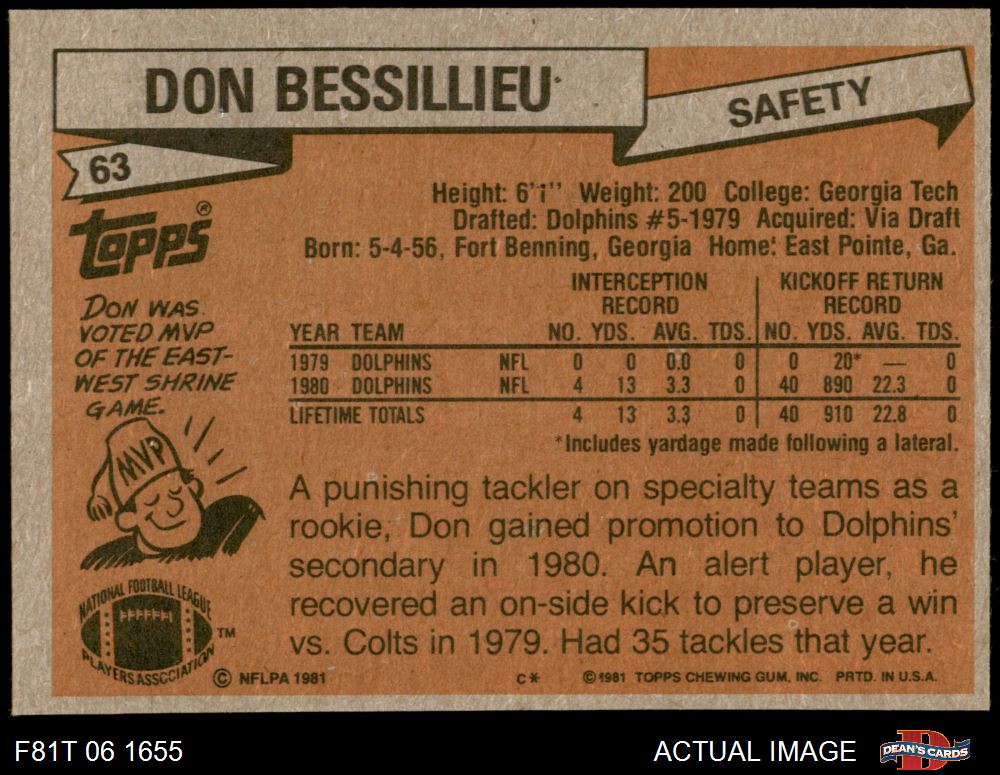 DON BESSILLIEU
SAFETY
63
TOPPS®
Height: 6'1" Weight: 200 College: Georgia Tech
Drafted: Dolphins #5-1979 Acquired: Via Draft
Born: 5-4-56, Fort Benning, Georgia Home: East Pointe, Ga.
DON WAS
VOTED MVP
OF THE EAST-
WEST SHRINE
GAME.
MVP
INTERCEPTION KICKOFF RETURN
RECORD RECORD
YEAR TEAM NO. YDS. AVG. TDS. NO. YDS. AVG. TDS.
1979 DOLPHINS NFL 0 0 0.0 0 0 20* — 0
1980 DOLPHINS NFL 4 13 3.3 0 40 890 22.3 0
LIFETIME TOTALS 4 13 3.3 0 40 910 22.8 0
*Includes yardage made following a lateral.
A punishing tackler on specialty teams as a
rookie, Don gained promotion to Dolphins'
secondary in 1980. An alert player, he
recovered an on-side kick to preserve a win
vs. Colts in 1979. Had 35 tackles that year.
NATIONAL FOOTBALL LEAGUE
PLAYERS ASSOCIATION
TM
© NFLPA 1981 C* ©1981 TOPPS CHEWING GUM, INC. PRTD. IN U.S.A.
F81T 06 1655
ACTUAL IMAGE
D
DEAN'S CARDS